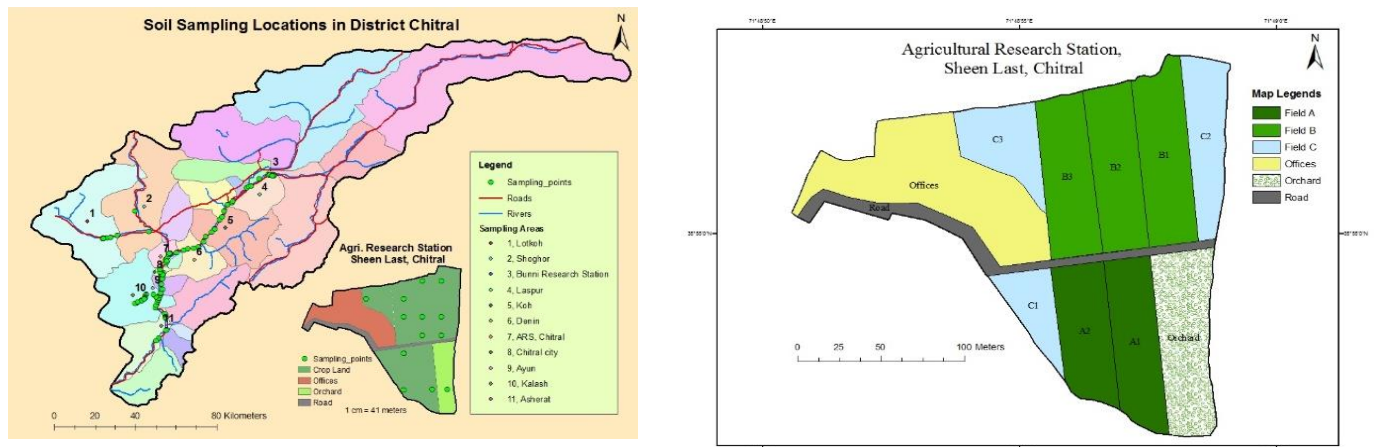 Soil Sampling Locations in District Chitral
N
1
2
3
4
5
6
7
8
9
10
11
Legend
Sampling_points
Roads
Rivers
Sampling Areas
1, Lotkoh
2, Shoghor
3, Bunni Research Station
4, Laspur
5, Koh
6, Denin
7, ARS, Chitral
8, Chitral city
9, Ayun
10, Kalash
11, Asherat
Agri. Research Station
Sheen Last, Chitral
Sampling_points
Crop Land
Offices
Orchard
Road
1 cm = 41 meters
0 20 40 80 Kilometers
71°49'0"E
Agricultural Research Station,
Sheen Last, Chitral
N
Map Legends
Field A
Field B
Field C
Offices
Orchard
Road
C3
B3
B2
B1
C2
Offices
Road
C1
A2
A1
Orchard
0 25 50 100 Meters